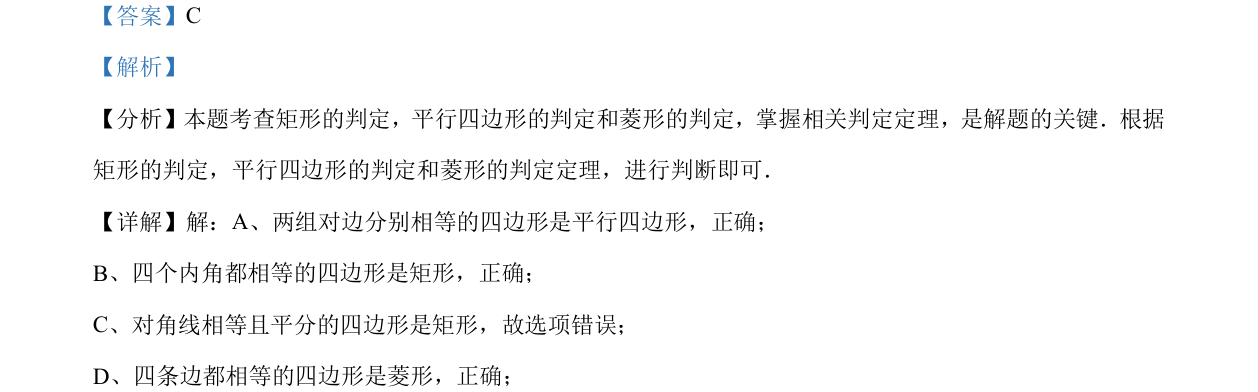 【答案】C
【解析】
【分析】本题考查矩形的判定，平行四边形的判定和菱形的判定，掌握相关判定定理，是解题的关键．根据
矩形的判定，平行四边形的判定和菱形的判定定理，进行判断即可．
【详解】解：A、两组对边分别相等的四边形是平行四边形，正确；
B、四个内角都相等的四边形是矩形，正确；
C、对角线相等且平分的四边形是矩形，故选项错误；
D、四条边都相等的四边形是菱形，正确；